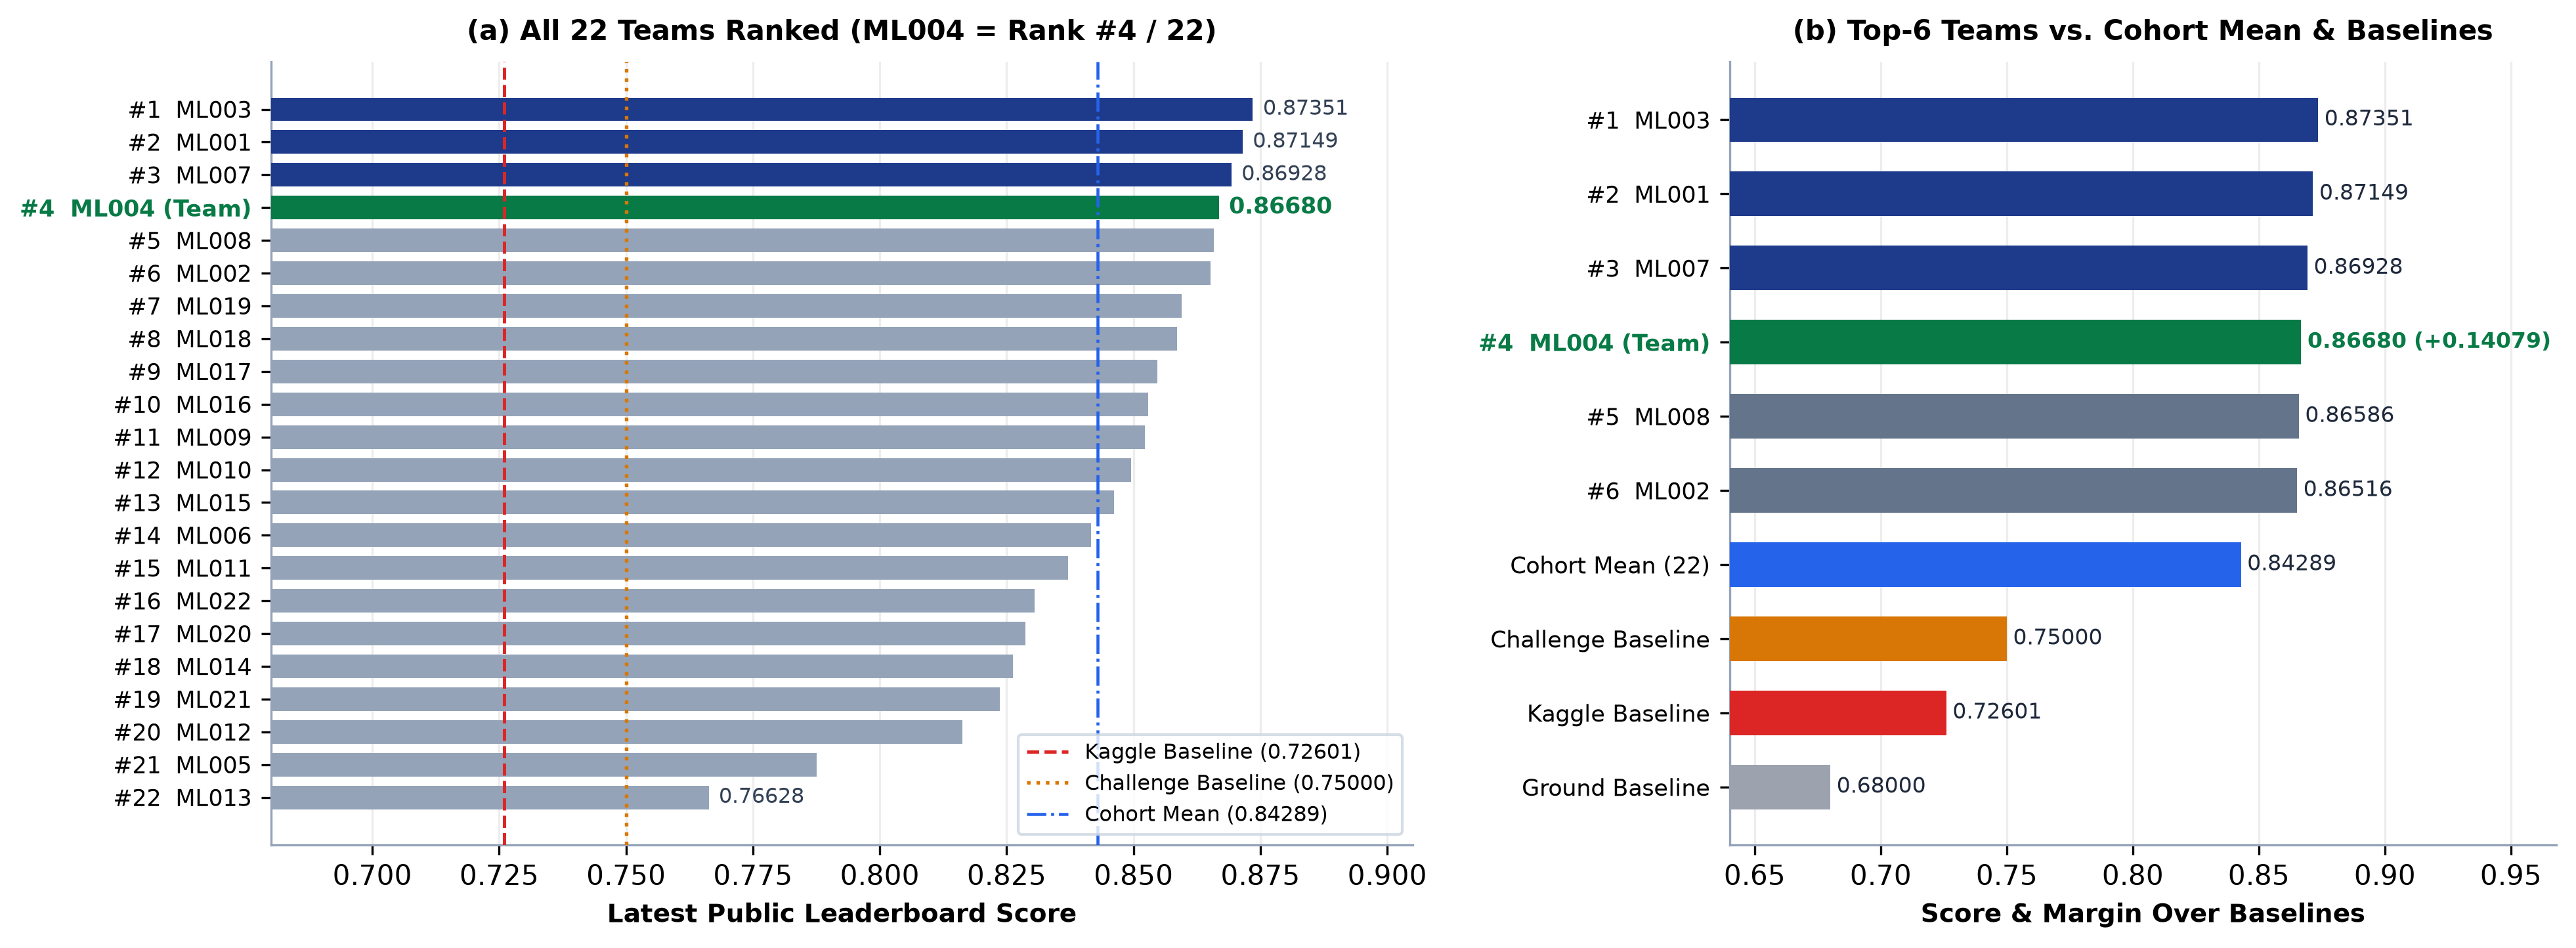 (a) All 22 Teams Ranked (ML004 = Rank #4 / 22)
#1 ML003
0.87351
#2 ML001
0.87149
#3 ML007
0.86928
#4 ML004 (Team)
0.86680
#5 ML008
#6 ML002
#7 ML019
#8 ML018
#9 ML017
#10 ML016
#11 ML009
#12 ML010
#13 ML015
#14 ML006
#15 ML011
#16 ML022
#17 ML020
#18 ML014
#19 ML021
#20 ML012
#21 ML005
#22 ML013
0.76628
Kaggle Baseline (0.72601)
Challenge Baseline (0.75000)
Cohort Mean (0.84289)
0.700 0.725 0.750 0.775 0.800 0.825 0.850 0.875 0.900
Latest Public Leaderboard Score
(b) Top-6 Teams vs. Cohort Mean & Baselines
#1 ML003
0.87351
#2 ML001
0.87149
#3 ML007
0.86928
#4 ML004 (Team)
0.86680 (+0.14079)
#5 ML008
0.86586
#6 ML002
0.86516
Cohort Mean (22)
0.84289
Challenge Baseline
0.75000
Kaggle Baseline
0.72601
Ground Baseline
0.68000
0.65 0.70 0.75 0.80 0.85 0.90 0.95
Score & Margin Over Baselines